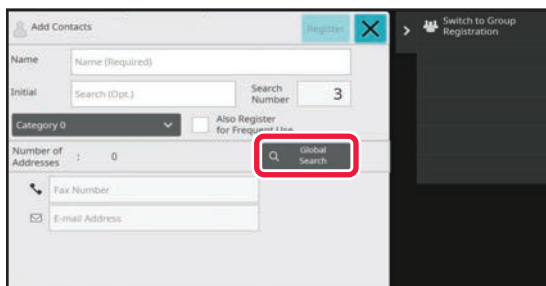 Add Contacts
Register
Switch to Group
Registration
Name
Name (Required)
Initial
Search (Opt.)
Search
Number
3
Category 0
Also Register
for Frequent Use
Number of
Addresses : 0
Global
Search
Fax Number
E-mail Address